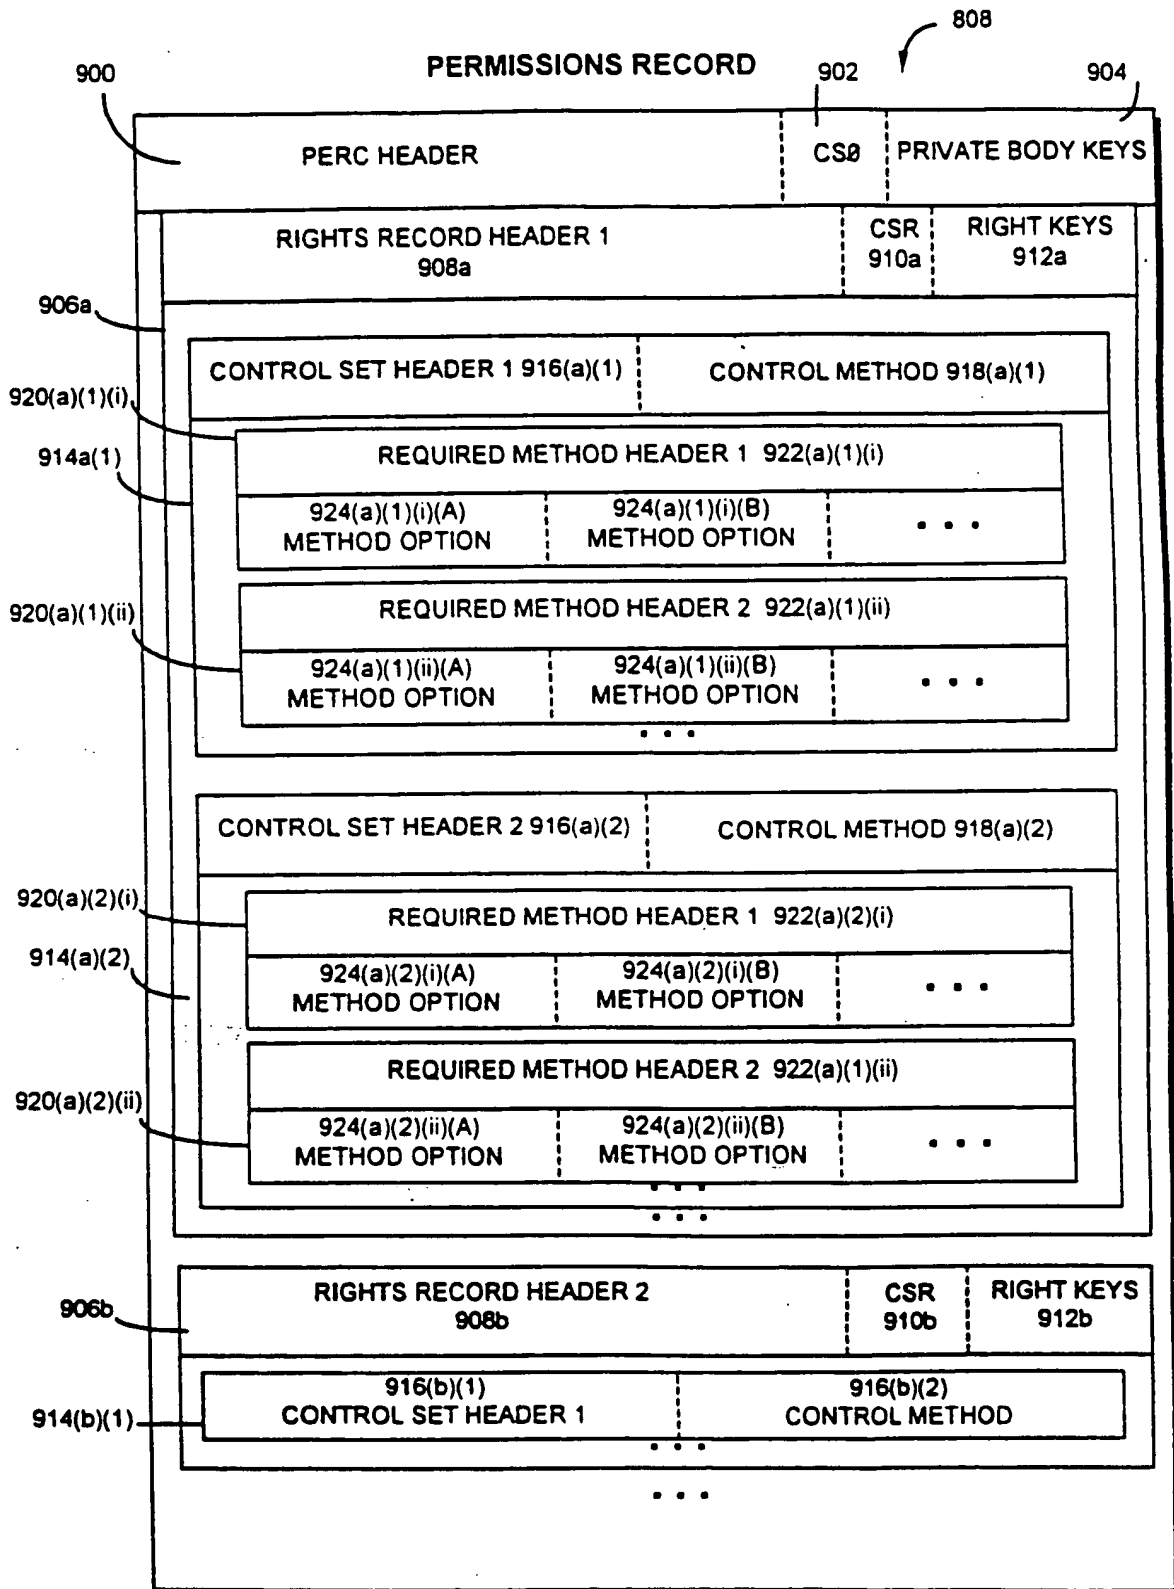 808
PERMISSIONS RECORD
900
902
904
PERC HEADER
CS0
PRIVATE BODY KEYS
RIGHTS RECORD HEADER 1
908a
CSR
910a
RIGHT KEYS
912a
906a
CONTROL SET HEADER 1 916(a)(1)
CONTROL METHOD 918(a)(1)
920(a)(1)(i)
914a(1)
REQUIRED METHOD HEADER 1 922(a)(1)(i)
924(a)(1)(i)(A)
METHOD OPTION
924(a)(1)(i)(B)
METHOD OPTION
• • •
920(a)(1)(ii)
REQUIRED METHOD HEADER 2 922(a)(1)(ii)
924(a)(1)(ii)(A)
METHOD OPTION
924(a)(1)(ii)(B)
METHOD OPTION
• • •
• • •
CONTROL SET HEADER 2 916(a)(2)
CONTROL METHOD 918(a)(2)
920(a)(2)(i)
914(a)(2)
REQUIRED METHOD HEADER 1 922(a)(2)(i)
924(a)(2)(i)(A)
METHOD OPTION
924(a)(2)(i)(B)
METHOD OPTION
• • •
920(a)(2)(ii)
REQUIRED METHOD HEADER 2 922(a)(1)(ii)
924(a)(2)(ii)(A)
METHOD OPTION
924(a)(2)(ii)(B)
METHOD OPTION
• • •
• • •
• • •
906b
RIGHTS RECORD HEADER 2
908b
CSR
910b
RIGHT KEYS
912b
914(b)(1)
916(b)(1)
CONTROL SET HEADER 1
916(b)(2)
CONTROL METHOD
• • •
• • •